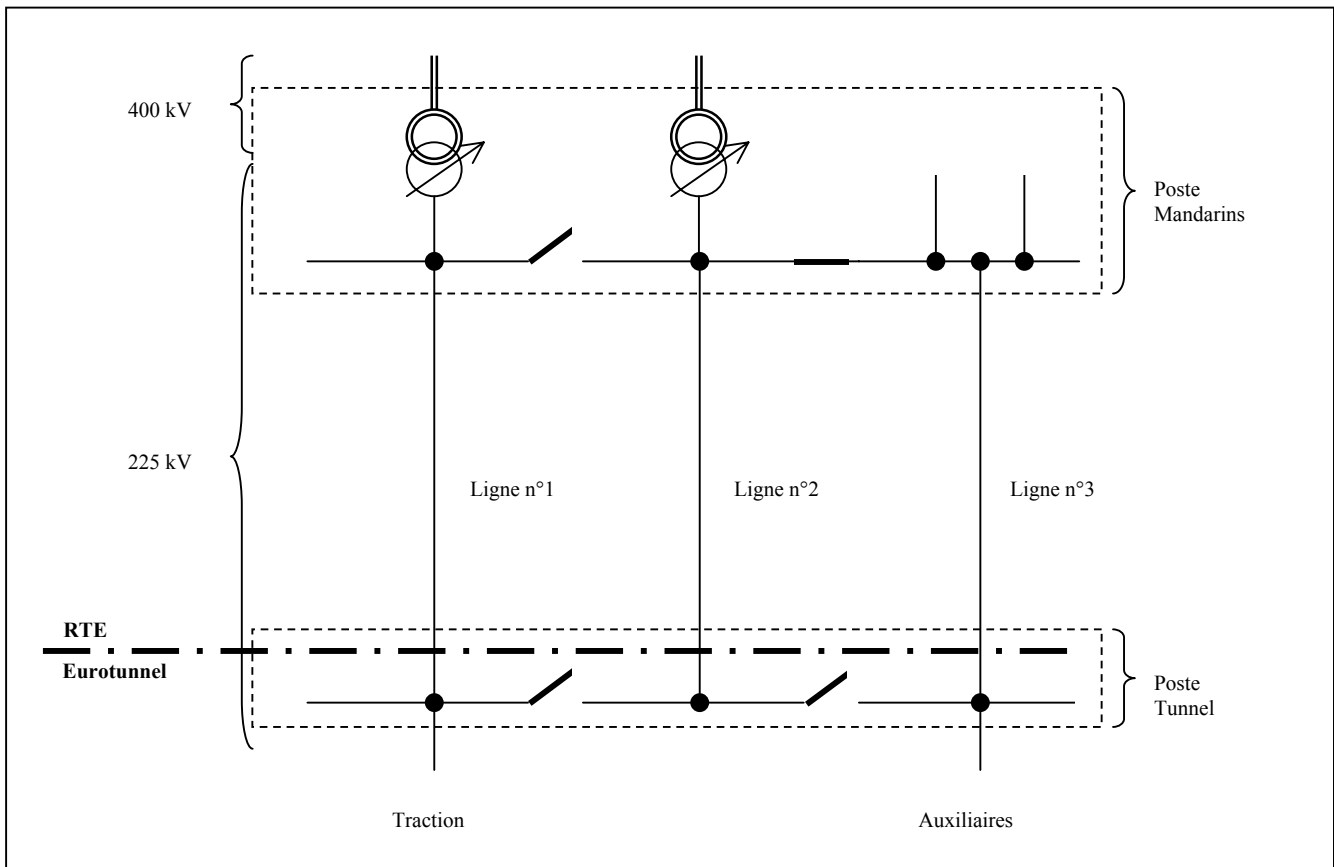 400 kV
Poste
Mandarins
225 kV
Ligne n°1
Ligne n°2
Ligne n°3
RTE
Eurotunnel
Poste
Tunnel
Traction
Auxiliaires